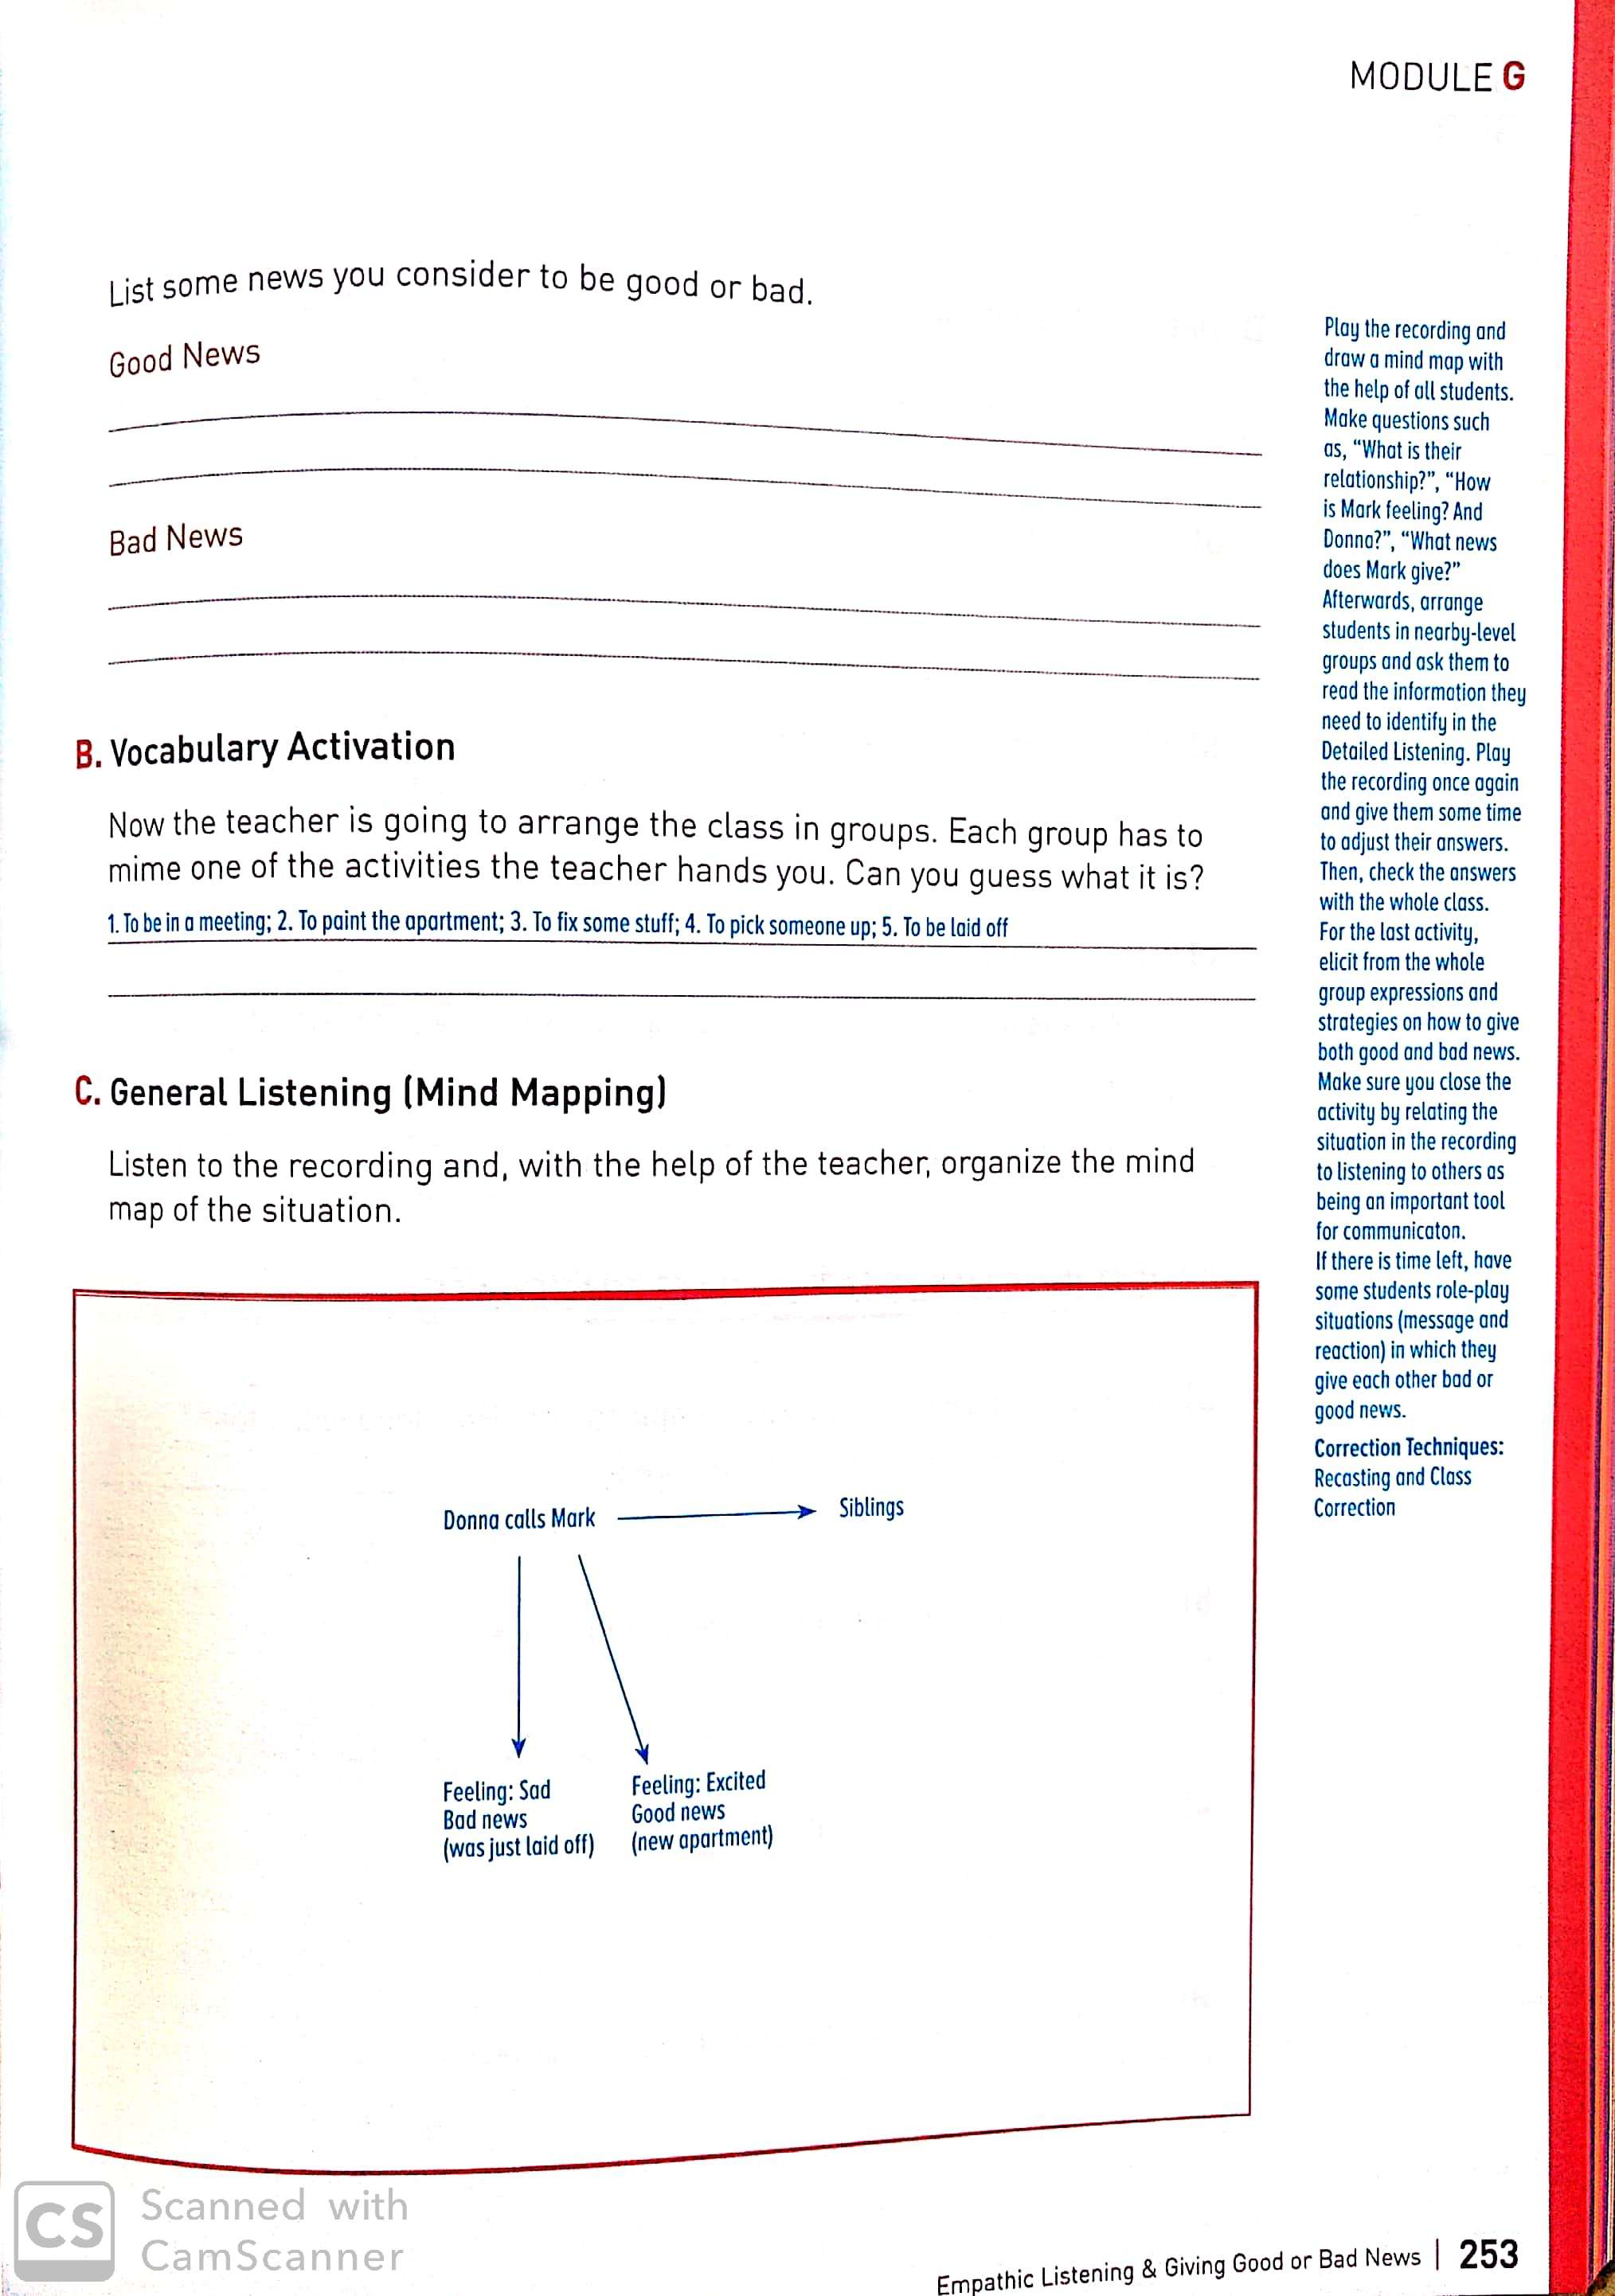 MODULE G
List some news you consider to be good or bad.
Good News
Bad News
B. Vocabulary Activation
Now the teacher is going to arrange the class in groups. Each group has to
mime one of the activities the teacher hands you. Can you guess what it is?
1. To be in a meeting; 2. To paint the apartment; 3. To fix some stuff; 4. To pick someone up; 5. To be laid off
C. General Listening (Mind Mapping)
Listen to the recording and, with the help of the teacher, organize the mind
map of the situation.
Donna calls Mark
Siblings
Feeling: Sad
Bad news
(was just laid off)
Feeling: Excited
Good news
(new apartment)
Play the recording and
draw a mind map with
the help of all students.
Make questions such
as, “What is their
relationship?”, “How
is Mark feeling? And
Donna?”, “What news
does Mark give?”
Afterwards, arrange
students in nearby-level
groups and ask them to
read the information they
need to identify in the
Detailed Listening. Play
the recording once again
and give them some time
to adjust their answers.
Then, check the answers
with the whole class.
For the last activity,
elicit from the whole
group expressions and
strategies on how to give
both good and bad news.
Make sure you close the
activity by relating the
situation in the recording
to listening to others as
being an important tool
for communicaton.
If there is time left, have
some students role-play
situations (message and
reaction) in which they
give each other bad or
good news.
Correction Techniques:
Recasting and Class
Correction
CS
Scanned with
CamScanner
Empathic Listening & Giving Good or Bad News | 253